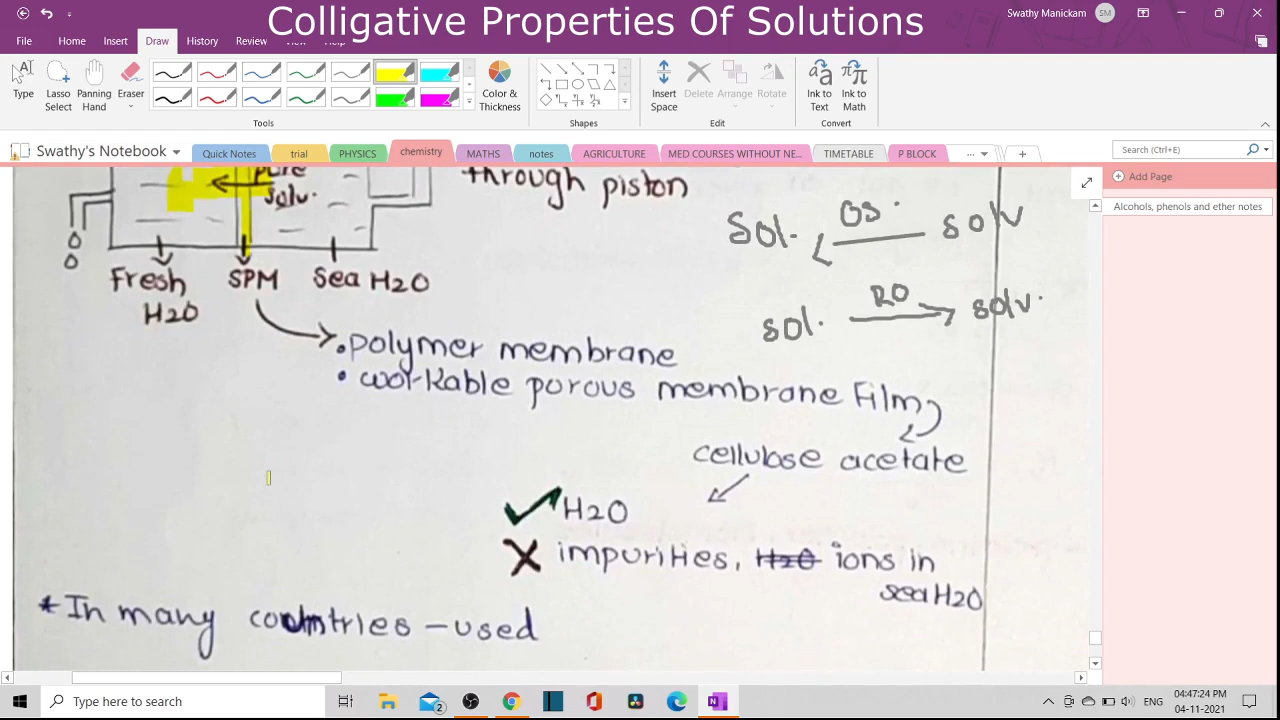 Colligative Properties Of Solutions
Swathy Manickam
SM
File Home Insert Draw History Review View Help
Type
Lasso Select
Panning Hand
Eraser
Color & Thickness
Insert Space
Delete
Arrange
Rotate
Ink to Text
Ink to Math
Tools
Shapes
Edit
Convert
Swathy's Notebook
Quick Notes
trial
PHYSICS
chemistry
MATHS
notes
AGRICULTURE
MED COURSES WITHOUT NE...
TIMETABLE
P BLOCK
...
Search (Ctrl+E)
Add Page
Alcohols, phenols and ether notes
pure
solv.
through piston
Fresh H2O
SPM
Sea H2O
Sol. OS. solv
sol. RO solv.
• polymer membrane
• workable porous membrane Film
cellulose acetate
H2O
impurities, H2O ions in
sea H2O
* In many countries - used
Type here to search
2
ENG
04:47:24 PM
04-11-2021